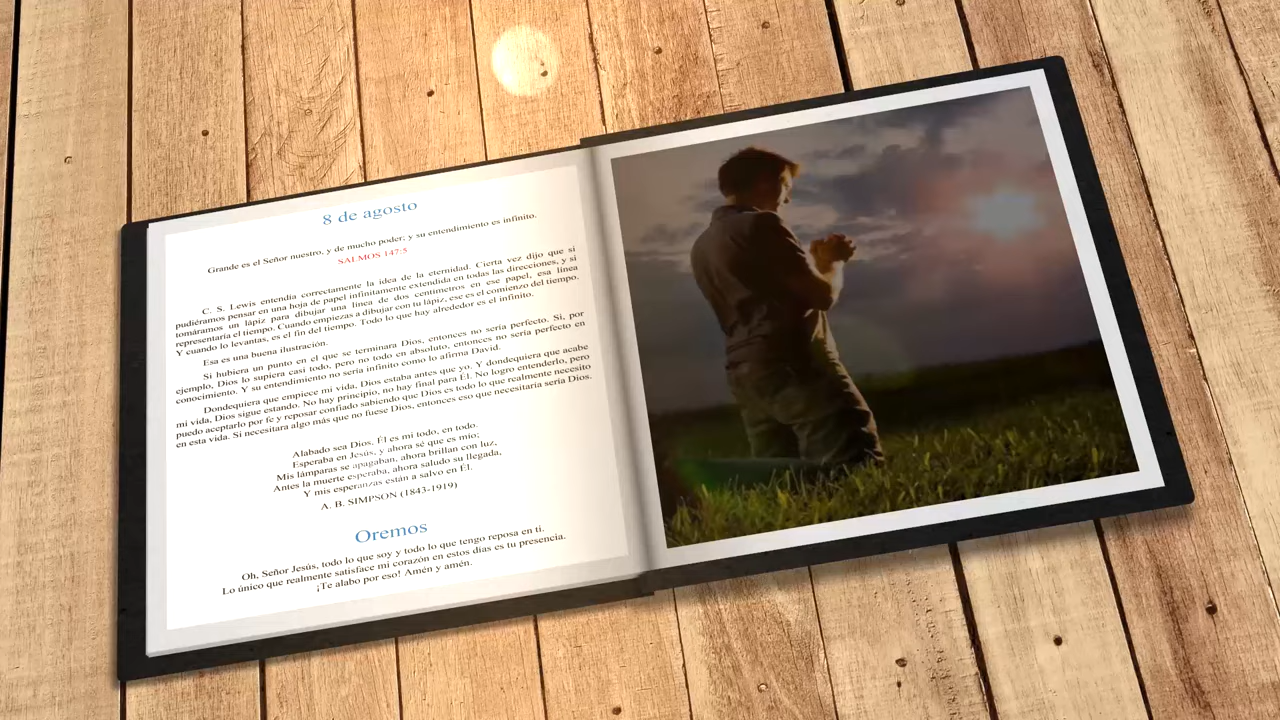 8 de agosto
Grande es el Señor nuestro, y de mucho poder; y su entendimiento es infinito.
SALMOS 147:5
C. S. Lewis entendía correctamente la idea de la eternidad. Cierta vez dijo que si
pudiéramos pensar en una hoja de papel infinitamente extendida en todas las direcciones, y si
tomáramos un lápiz para dibujar una línea de dos centímetros en ese papel, esa línea
representaría el tiempo. Cuando empiezas a dibujar con tu lápiz, ese es el comienzo del tiempo.
Y cuando lo levantas, es el fin del tiempo. Todo lo que hay alrededor es el infinito.
Esa es una buena ilustración.
Si hubiera un punto en el que se terminara Dios, entonces no sería perfecto. Si, por
ejemplo, Dios lo supiera casi todo, pero no todo en absoluto, entonces no sería perfecto en
conocimiento. Y su entendimiento no sería infinito como lo afirma David.
Dondequiera que empiece mi vida, Dios estaba antes que yo. Y dondequiera que acabe
mi vida, Dios sigue estando. No hay principio, no hay final para Él. No logro entenderlo, pero
puedo aceptarlo por fe y reposar confiado sabiendo que Dios es todo lo que realmente necesito
en esta vida. Si necesitara algo más que no fuese Dios, entonces eso que necesitaría sería Dios.
Alabado sea Dios. Él es mi todo, en todo.
Esperaba en Jesús, y ahora sé que es mío;
Mis lámparas se apagaban, ahora brillan con luz,
Antes la muerte esperaba, ahora saludo su llegada,
Y mis esperanzas están a salvo en Él.
A. B. SIMPSON (1843-1919)
Oremos
Oh, Señor Jesús, todo lo que soy y todo lo que tengo reposa en ti.
Lo único que realmente satisface mi corazón en estos días es tu presencia.
¡Te alabo por eso! Amén y amén.